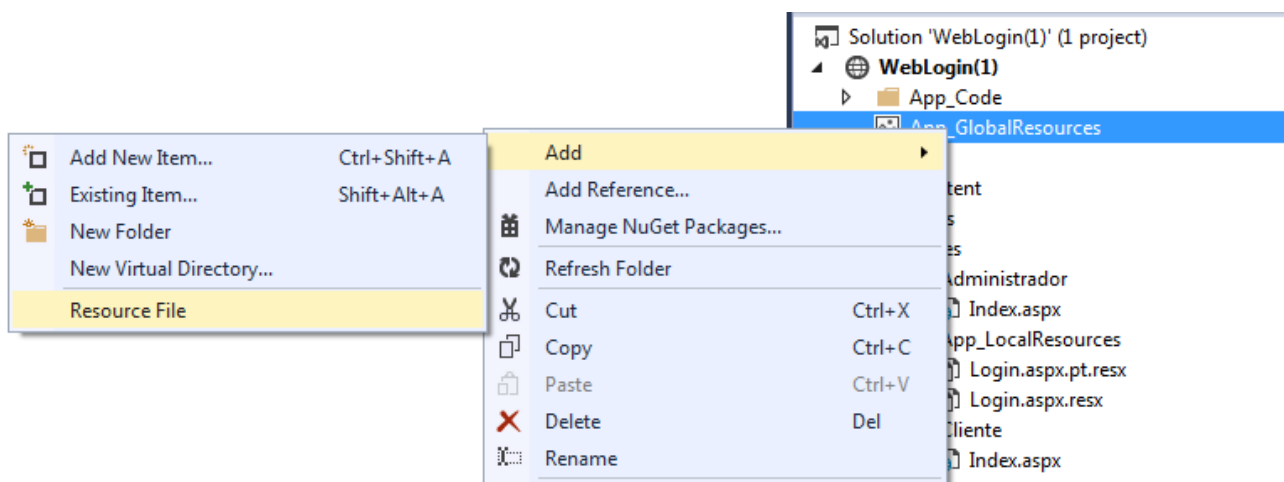 Solution 'WebLogin(1)' (1 project)
WebLogin(1)
App_Code
App_GlobalResources
Add New Item... Ctrl+Shift+A
Existing Item... Shift+Alt+A
New Folder
New Virtual Directory...
Resource File
Add
Add Reference...
Manage NuGet Packages...
Refresh Folder
Cut Ctrl+X
Copy Ctrl+C
Paste Ctrl+V
Delete Del
Rename
tent
s
es
Administrador
Index.aspx
App_LocalResources
Login.aspx.pt.resx
Login.aspx.resx
Cliente
Index.aspx